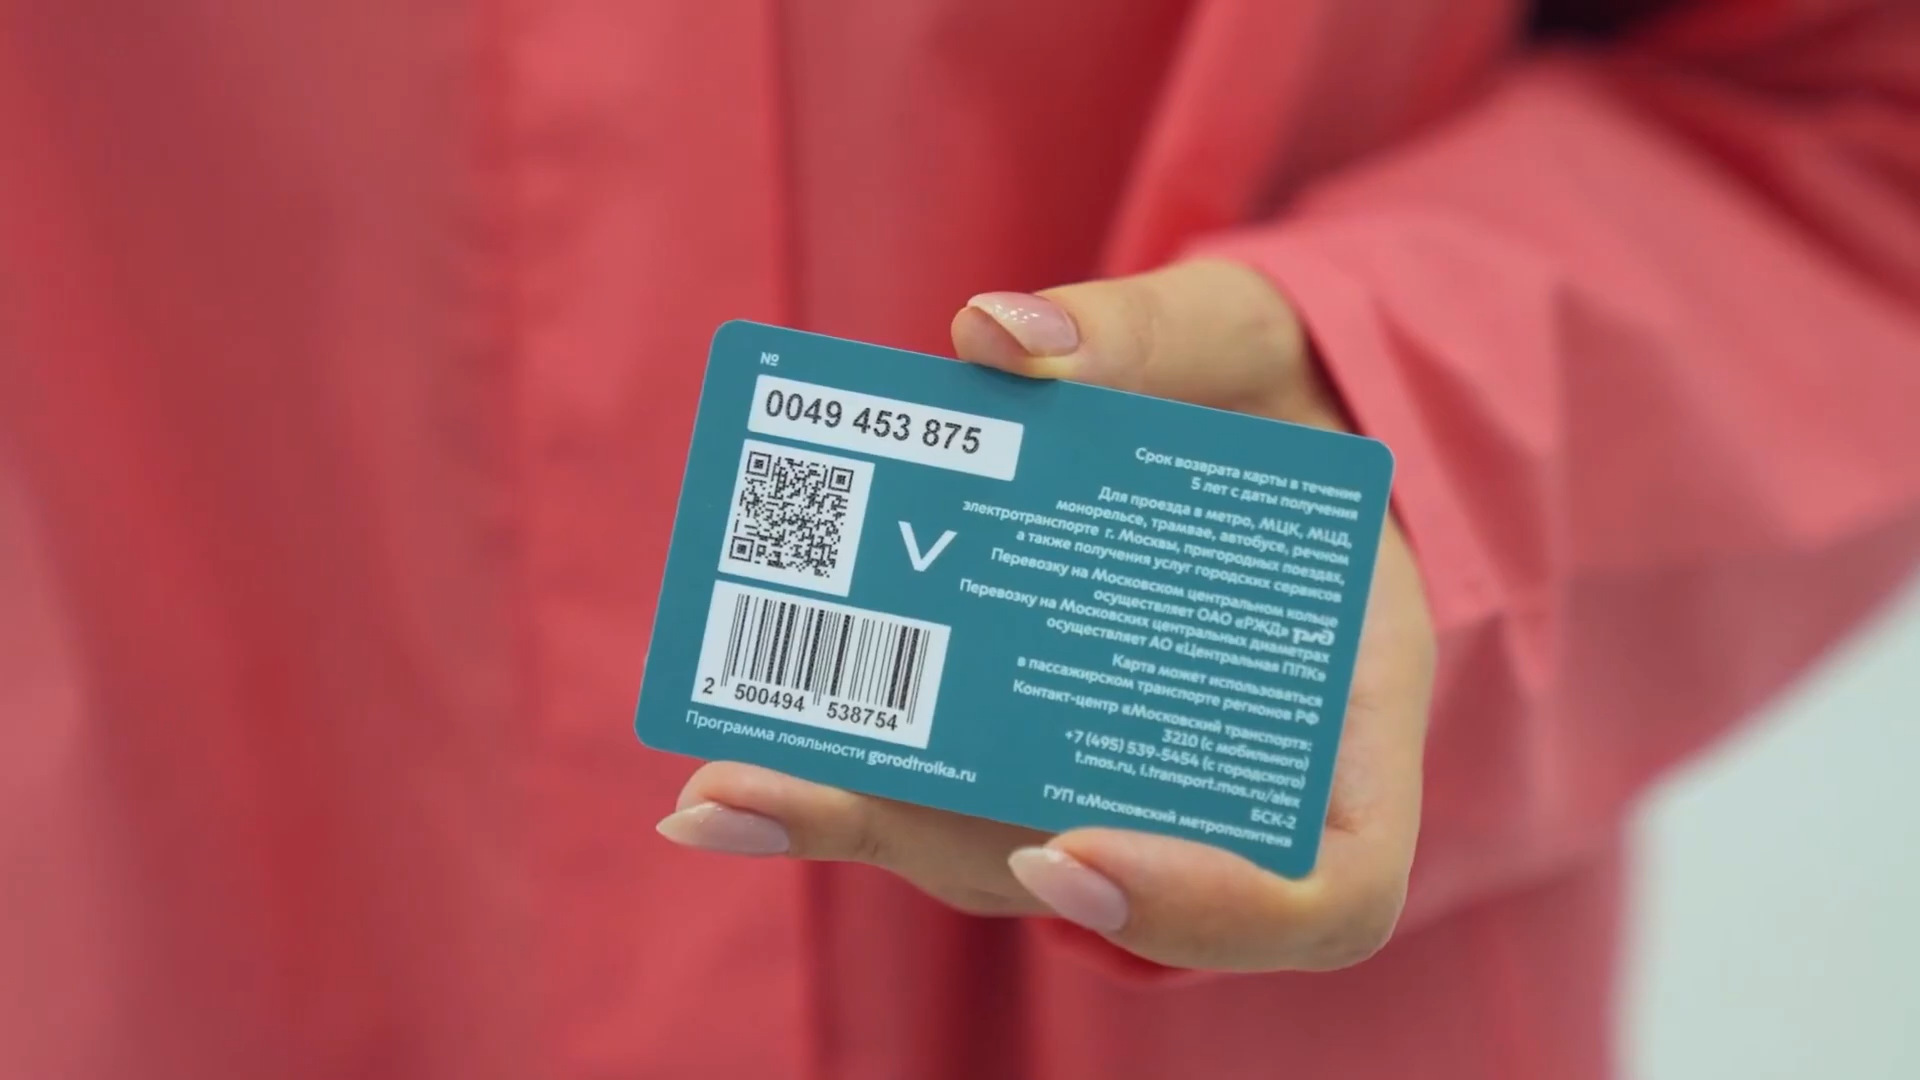 №
0049 453 875
2 500494 538754
Программа лояльности gorodtroika.ru
V
Срок возврата карты в течение
5 лет с даты получения
Для проезда в метро, МЦК, МЦД,
монорельсе, трамвае, автобусе, речном
электротранспорте г. Москвы, пригородных поездах,
а также получения услуг городских сервисов
Перевозку на Московском центральном кольце
осуществляет ОАО «РЖД»
Перевозку на Московских центральных диаметрах
осуществляет АО «Центральная ППК»
Карта может использоваться
в пассажирском транспорте регионов РФ
Контакт-центр «Московский транспорт»:
3210 (с мобильного)
+7 (495) 539-5454 (с городского)
t.mos.ru, i.transport.mos.ru/alex
БСК-2
ГУП «Московский метрополитен»